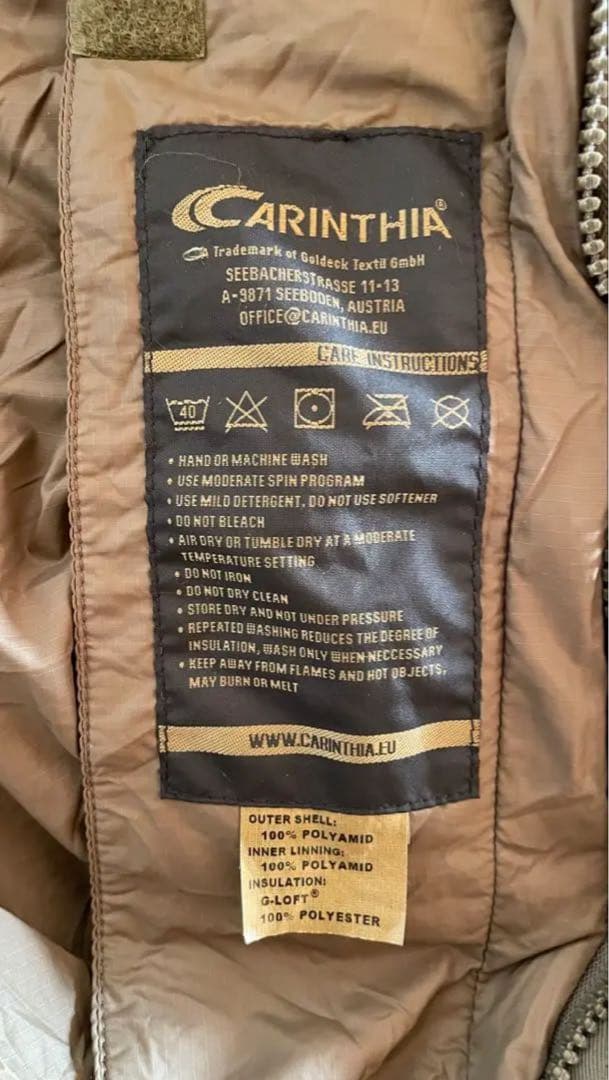 CARINTHIA®
A Trademark of Goldeck Textil GmbH
SEEBACHERSTRASSE 11-13
A-9871 SEEBODEN, AUSTRIA
OFFICE@CARINTHIA.EU
CARE INSTRUCTIONS
40
• HAND OR MACHINE WASH
• USE MODERATE SPIN PROGRAM
• USE MILD DETERGENT, DO NOT USE SOFTENER
• DO NOT BLEACH
• AIR DRY OR TUMBLE DRY AT A MODERATE
TEMPERATURE SETTING
• DO NOT IRON
• DO NOT DRY CLEAN
• STORE DRY AND NOT UNDER PRESSURE
• REPEATED WASHING REDUCES THE DEGREE OF
INSULATION, WASH ONLY WHEN NECCESSARY
• KEEP AWAY FROM FLAMES AND HOT OBJECTS,
MAY BURN OR MELT
WWW.CARINTHIA.EU
OUTER SHELL:
100% POLYAMID
INNER LINNING:
100% POLYAMID
INSULATION:
G-LOFT®
100% POLYESTER